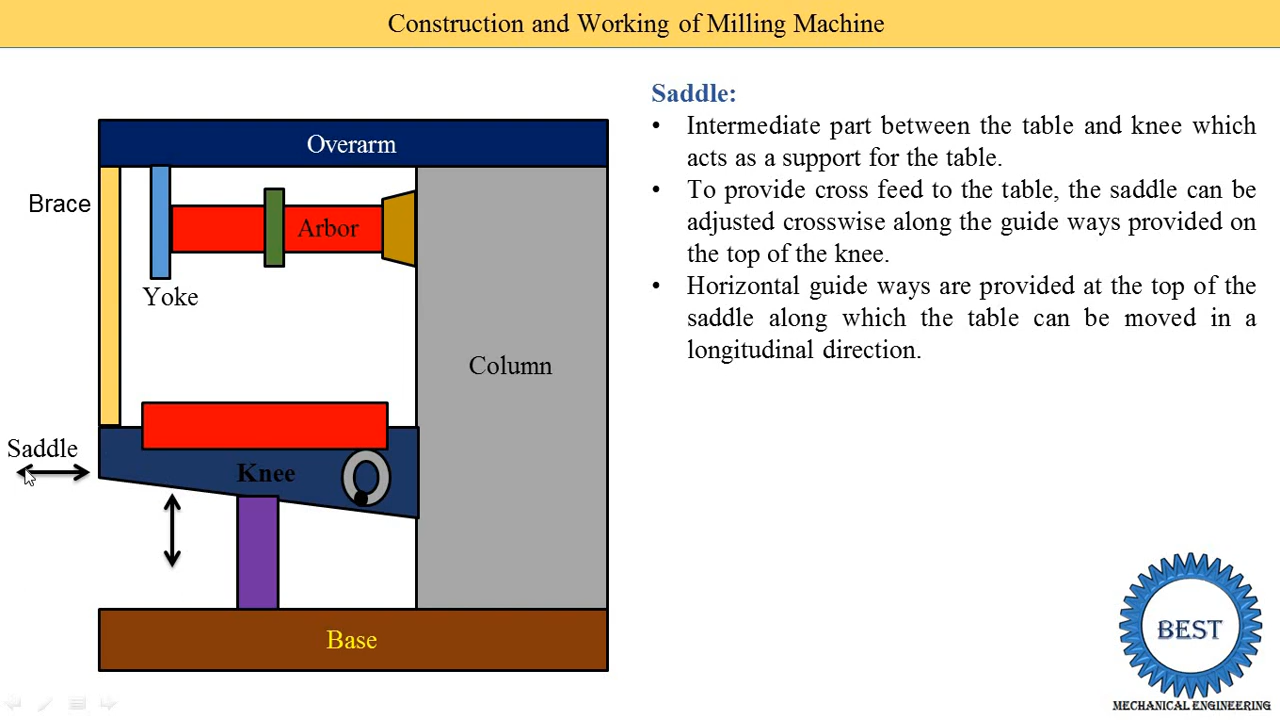 Construction and Working of Milling Machine
Overarm
Brace
Arbor
Yoke
Column
Saddle
Knee
Base
Saddle:
• Intermediate part between the table and knee which
acts as a support for the table.
• To provide cross feed to the table, the saddle can be
adjusted crosswise along the guide ways provided on
the top of the knee.
• Horizontal guide ways are provided at the top of the
saddle along which the table can be moved in a
longitudinal direction.
BEST
MECHANICAL ENGINEERING